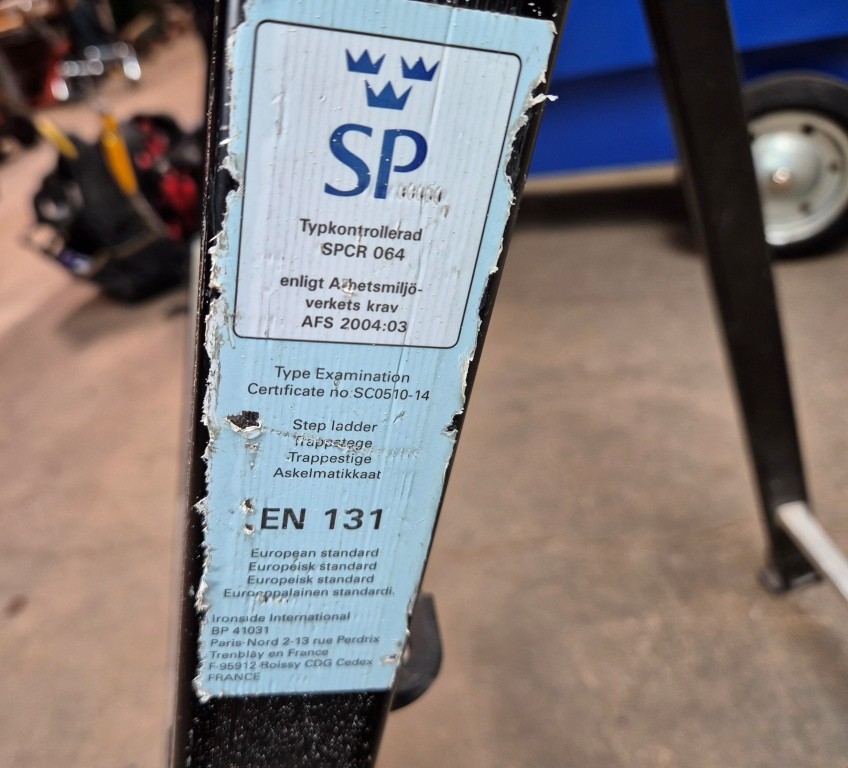 SP
Typkontrollerad
SPCR 064
enligt Arbetsmiljö-
verkets krav
AFS 2004:03
Type Examination
Certificate no SC0510-14
Step ladder
Trappstege
Trappestige
Askelmatikkaat
EN 131
European standard
Europeisk standard
Europeisk standard
Eurooppalainen standardi.
Ironside International
BP 41031
Paris-Nord 2-13 rue Perdrix
Tremblay en France
F-95912 Roissy CDG Cedex
FRANCE